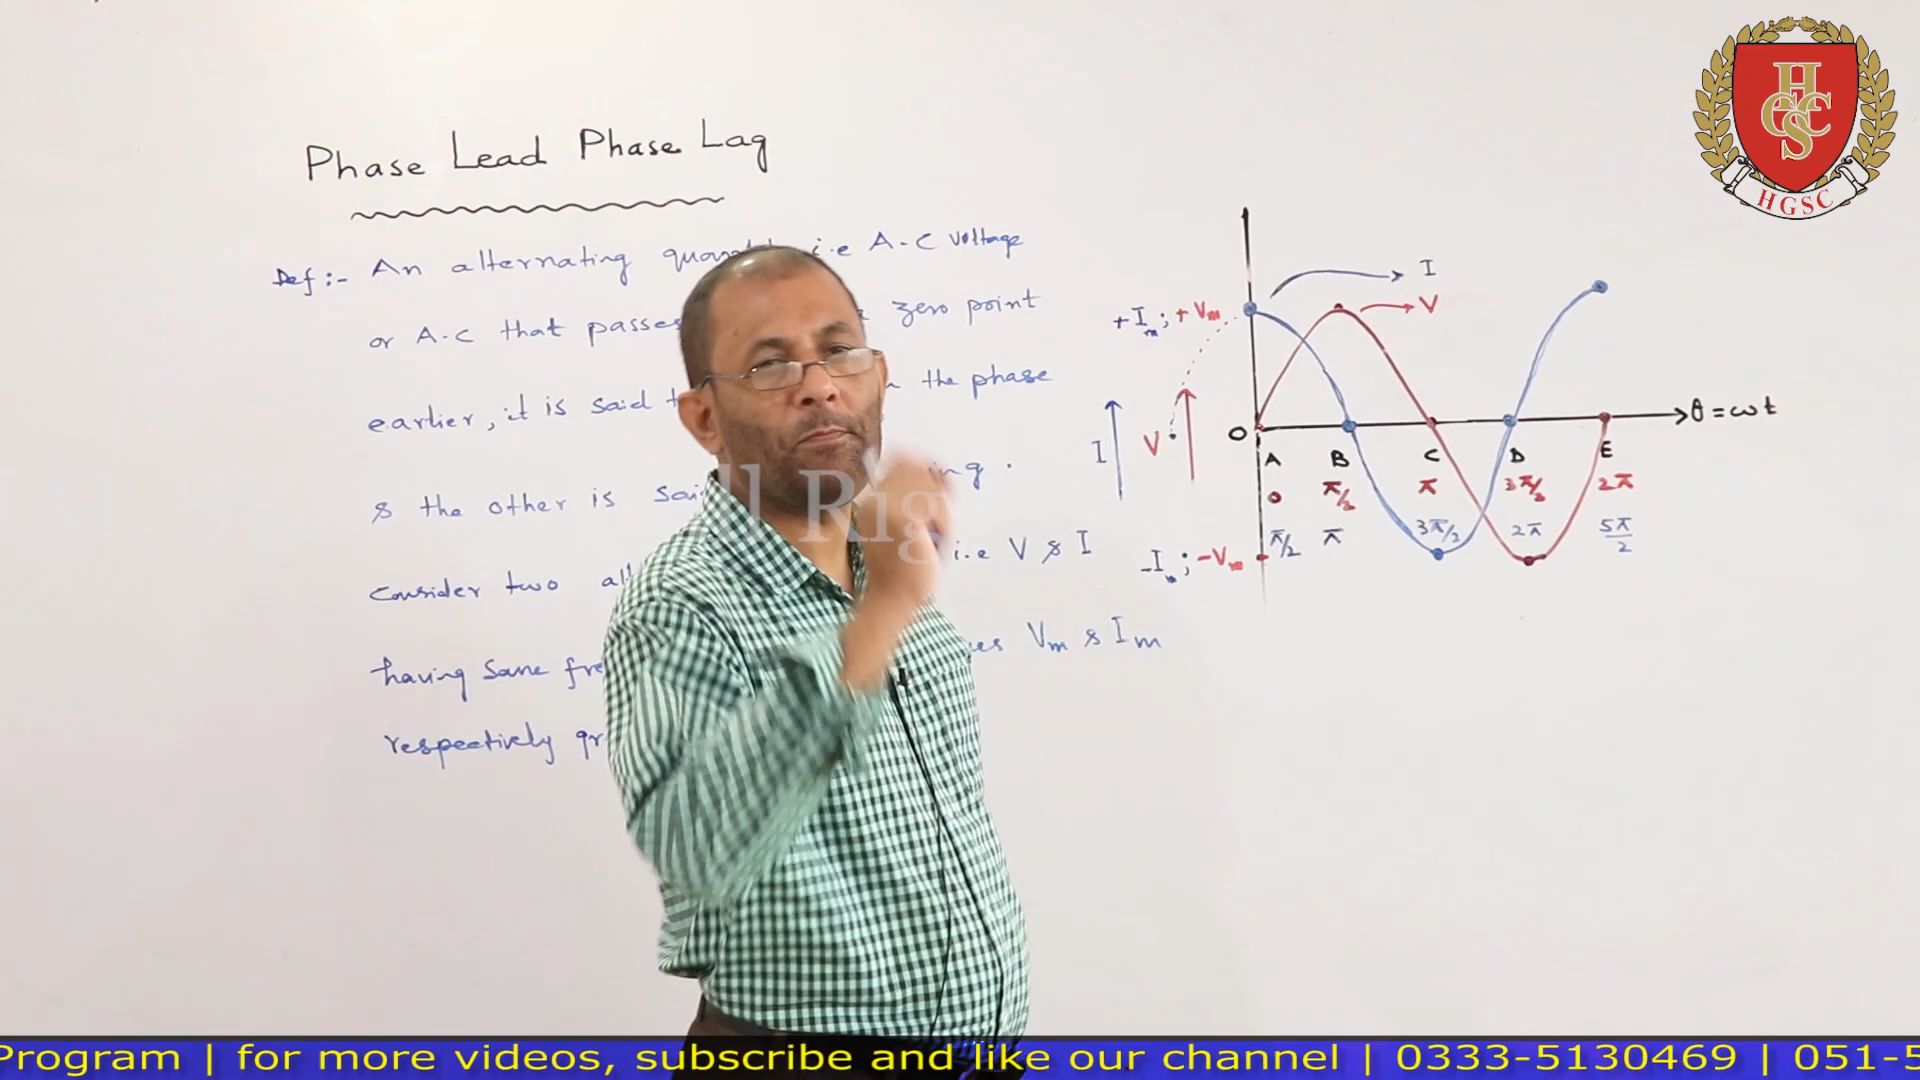 Phase Lead Phase Lag
Def :- An alternating i.e A.C voltage
or A.C that passes zero point
earlier, it is said the phase
& the other is
Consider two i.e V & I
having same Vm & Im
respectively
I
V
+Im ; +Vm
I
V
O
θ = ωt
A B C D E
0 π/2 π 3π/2 2π
π/2 π 3π/2 2π 5π/2
-Im ; -Vm
HGSC
HGSC
Program | for more videos, subscribe and like our channel | 0333-5130469 | 051-5